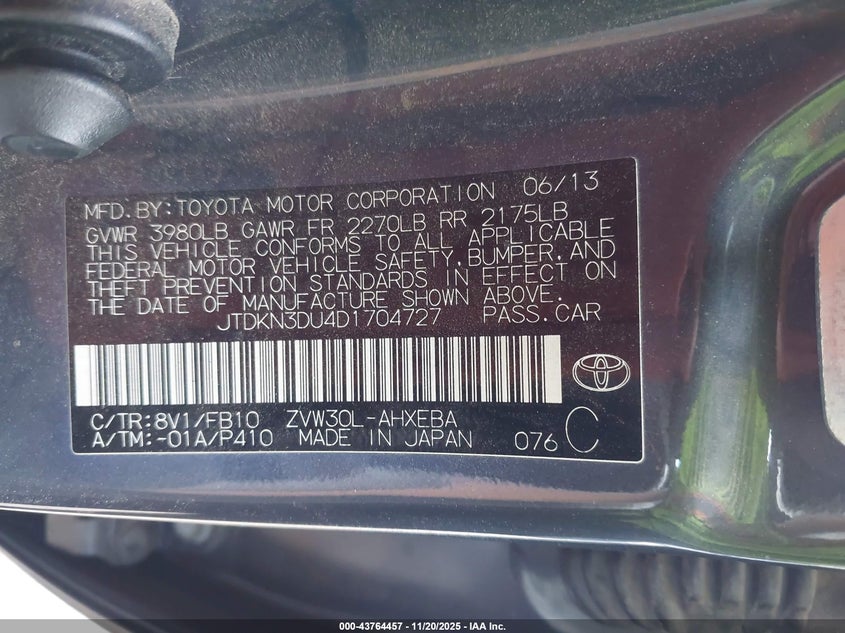 MFD. BY: TOYOTA MOTOR CORPORATION 06/13
GVWR 3980LB GAWR FR 2270LB RR 2175LB
THIS VEHICLE CONFORMS TO ALL APPLICABLE
FEDERAL MOTOR VEHICLE SAFETY, BUMPER, AND
THEFT PREVENTION STANDARDS IN EFFECT ON
THE DATE OF MANUFACTURE SHOWN ABOVE.
JTDKN3DU4D1704727 PASS. CAR
C/TR: 8V1/FB10 ZVW30L-AHXEBA
A/TM: -01A/P410 MADE IN JAPAN 076 C
000-43764457 - 11/20/2025 - IAA Inc.